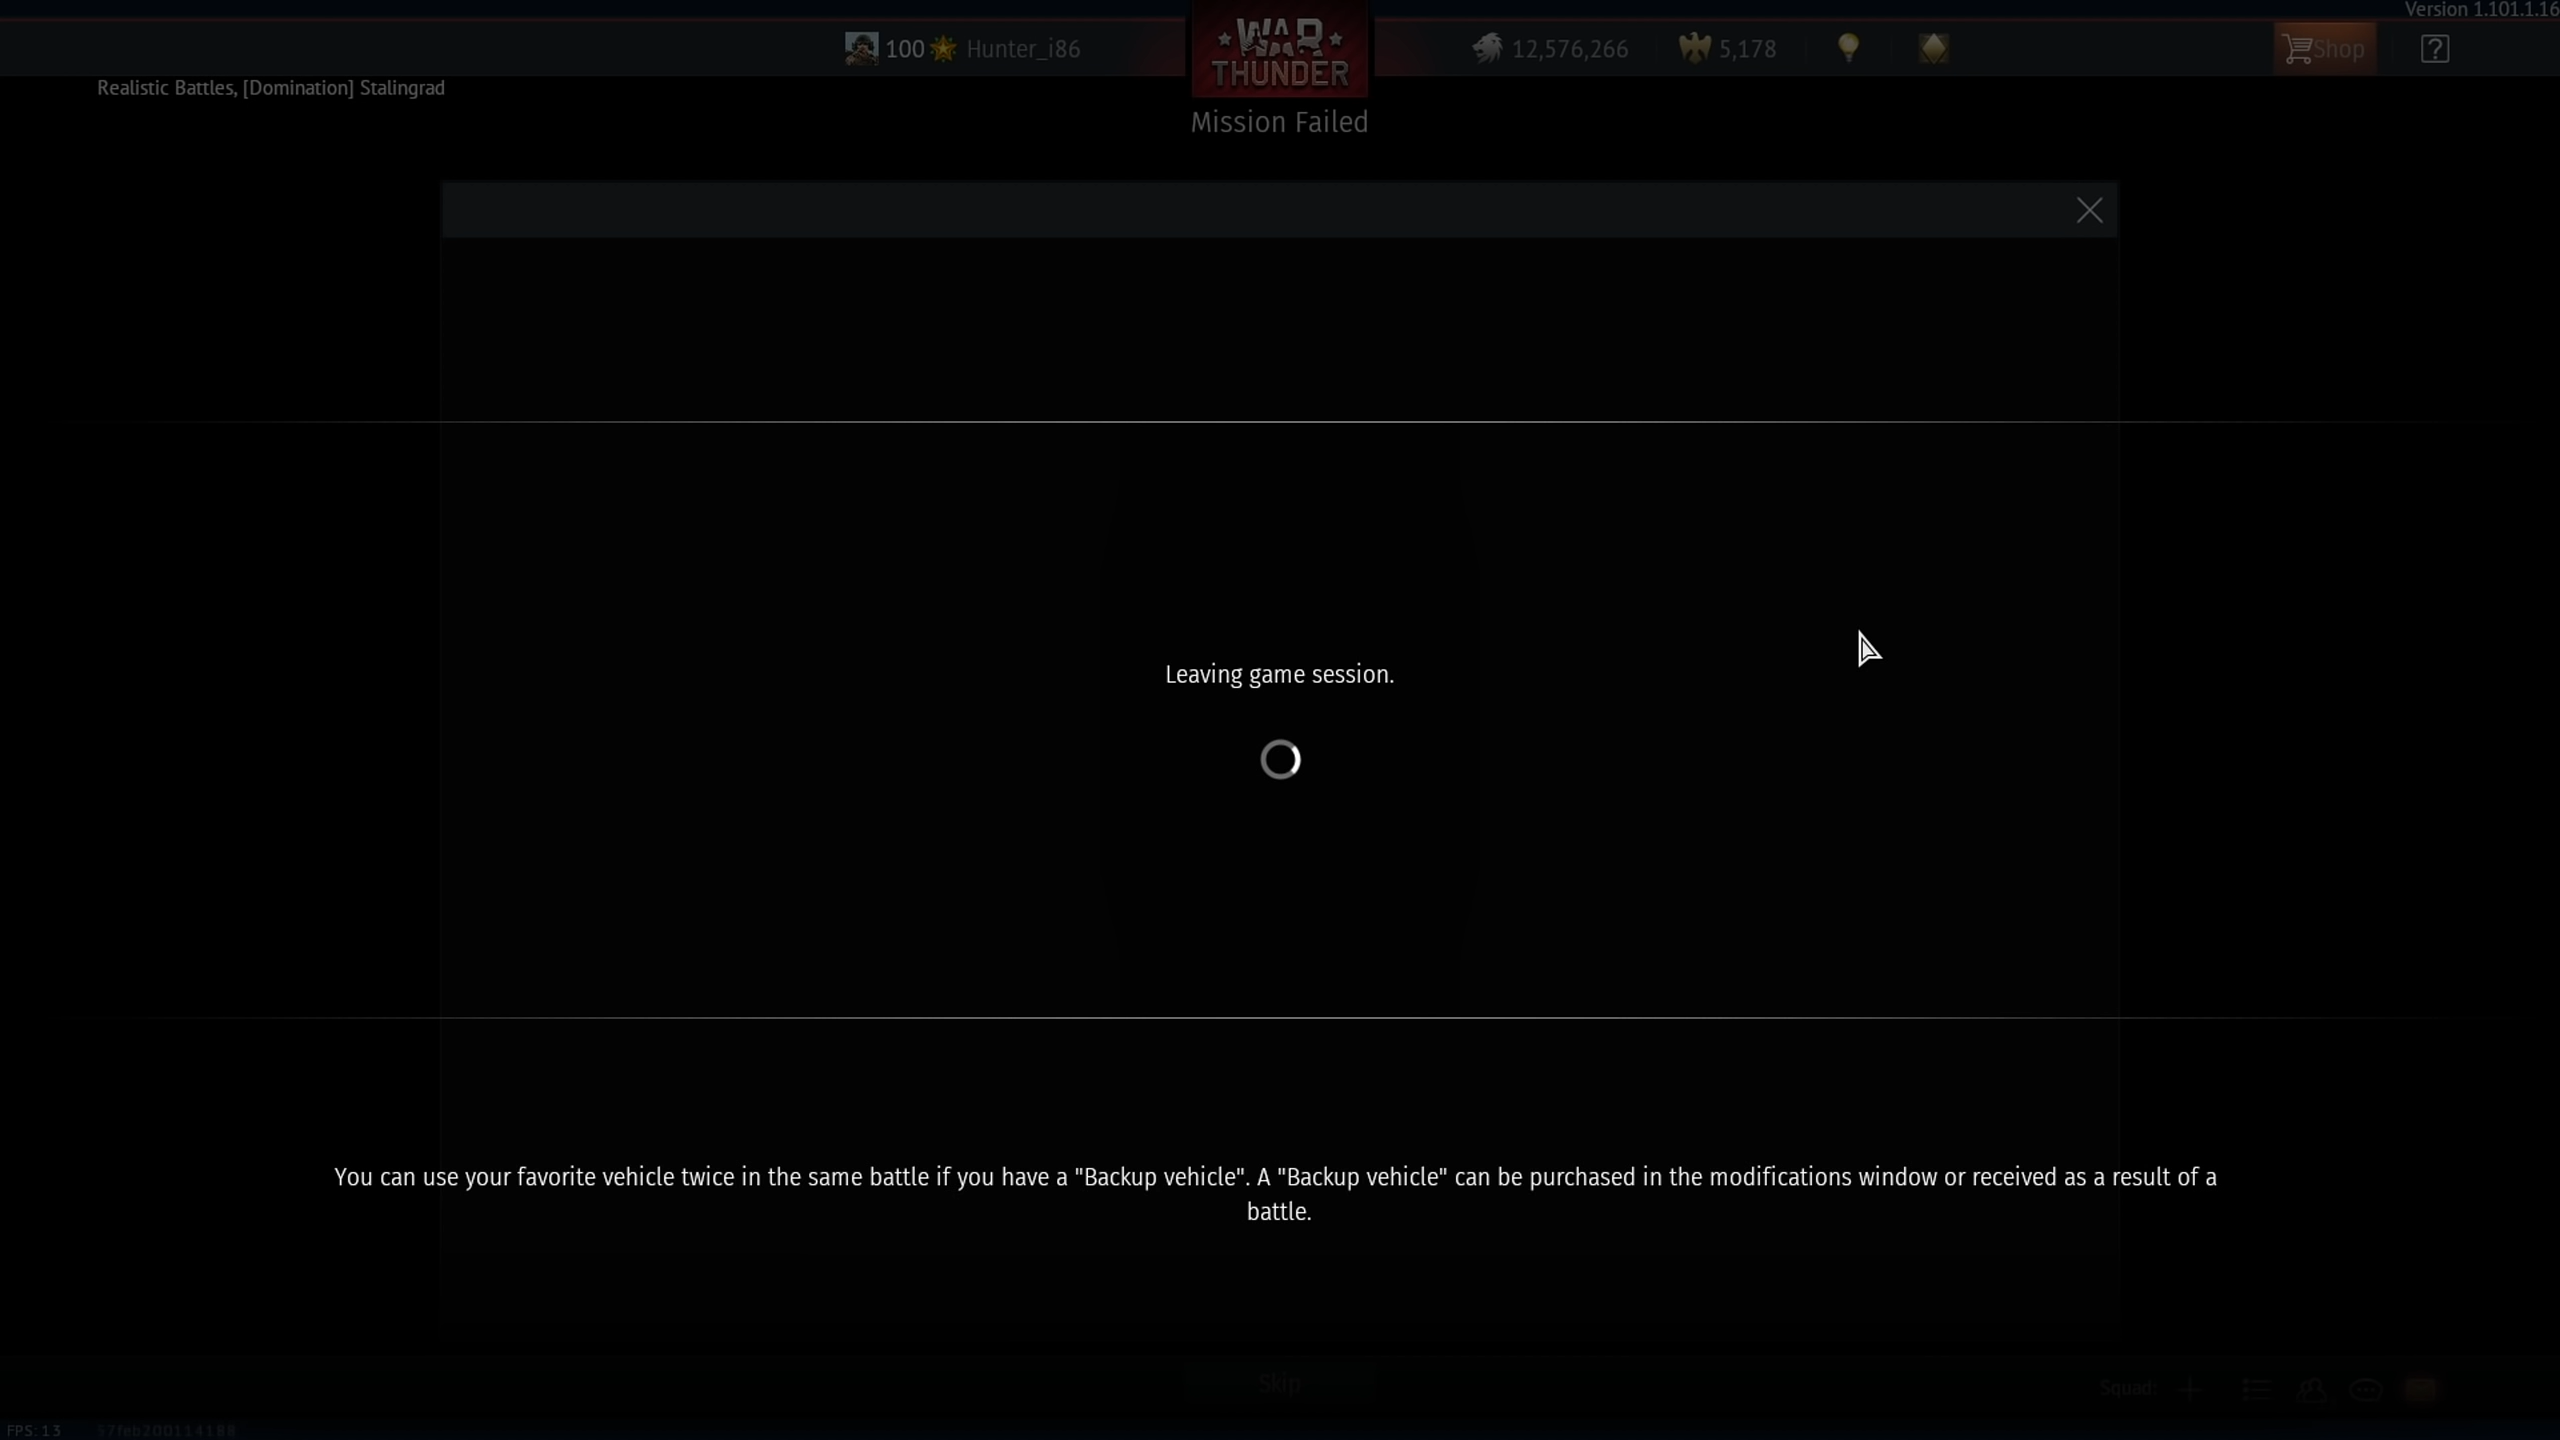 Version 1.101.1.16
100 Hunter_i86
WAR
THUNDER
12,576,266
5,178
Shop
?
Realistic Battles, [Domination] Stalingrad
Mission Failed
Leaving game session.
You can use your favorite vehicle twice in the same battle if you have a "Backup vehicle". A "Backup vehicle" can be purchased in the modifications window or received as a result of a
battle.
Skip
Squad:
FPS: 13